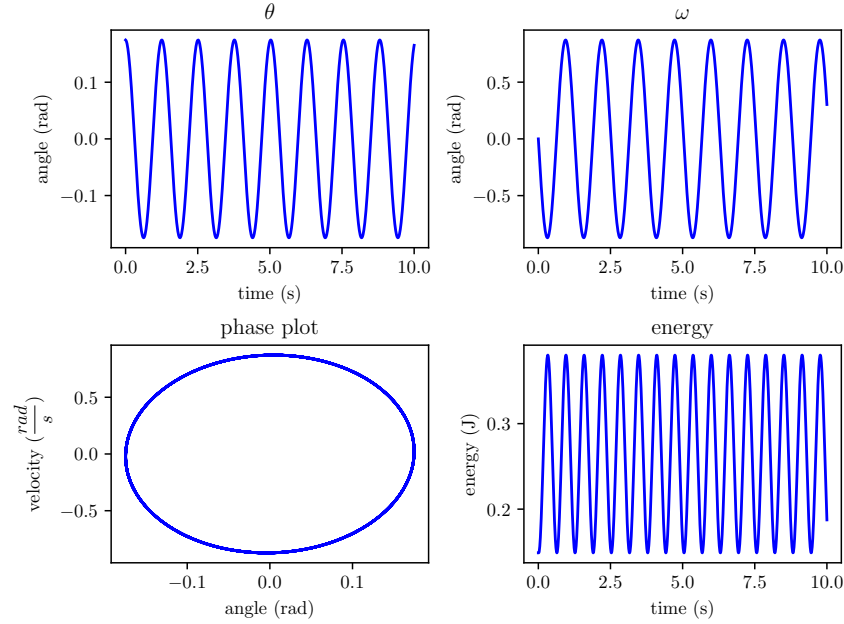 θ
0.1
0.0
−0.1
angle (rad)
0.0 2.5 5.0 7.5 10.0
time (s)
ω
0.5
0.0
−0.5
angle (rad)
0.0 2.5 5.0 7.5 10.0
time (s)
phase plot
0.5
0.0
−0.5
velocity (rad/s)
−0.1 0.0 0.1
angle (rad)
energy
0.3
0.2
energy (J)
0.0 2.5 5.0 7.5 10.0
time (s)